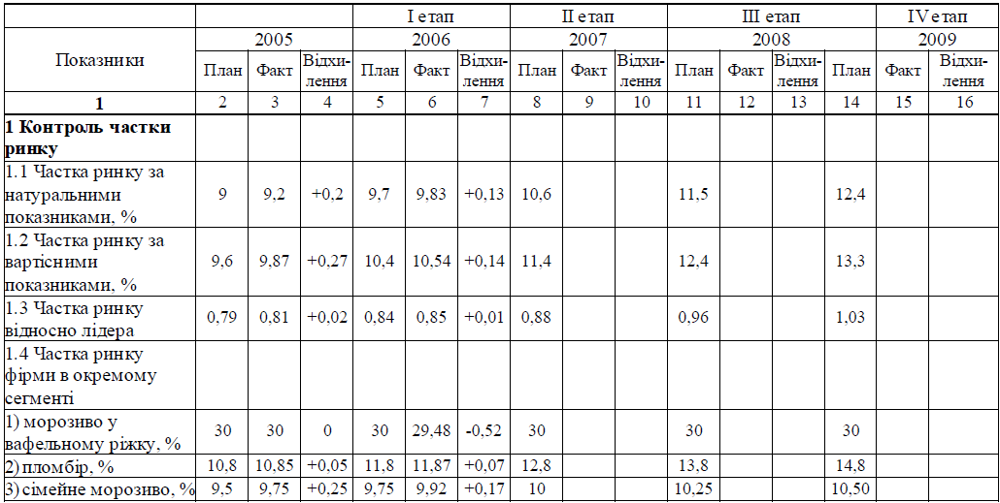 I етап II етап III етап IV етап
Показники 2005 2006 2007 2008 2009
План Факт Відхи-лення План Факт Відхи-лення План Факт Відхи-лення План Факт Відхи-лення План Факт Відхи-лення
1 2 3 4 5 6 7 8 9 10 11 12 13 14 15 16
1 Контроль частки
ринку
1.1 Частка ринку за
натуральними
показниками, %
9 9,2 +0,2 9,7 9,83 +0,13 10,6 11,5 12,4
1.2 Частка ринку за
вартісними
показниками, %
9,6 9,87 +0,27 10,4 10,54 +0,14 11,4 12,4 13,3
1.3 Частка ринку
відносно лідера
0,79 0,81 +0,02 0,84 0,85 +0,01 0,88 0,96 1,03
1.4 Частка ринку
фірми в окремому
сегменті
1) морозиво у
вафельному ріжку, %
30 30 0 30 29,48 -0,52 30 30 30
2) пломбір, % 10,8 10,85 +0,05 11,8 11,87 +0,07 12,8 13,8 14,8
3) сімейне морозиво, % 9,5 9,75 +0,25 9,75 9,92 +0,17 10 10,25 10,50